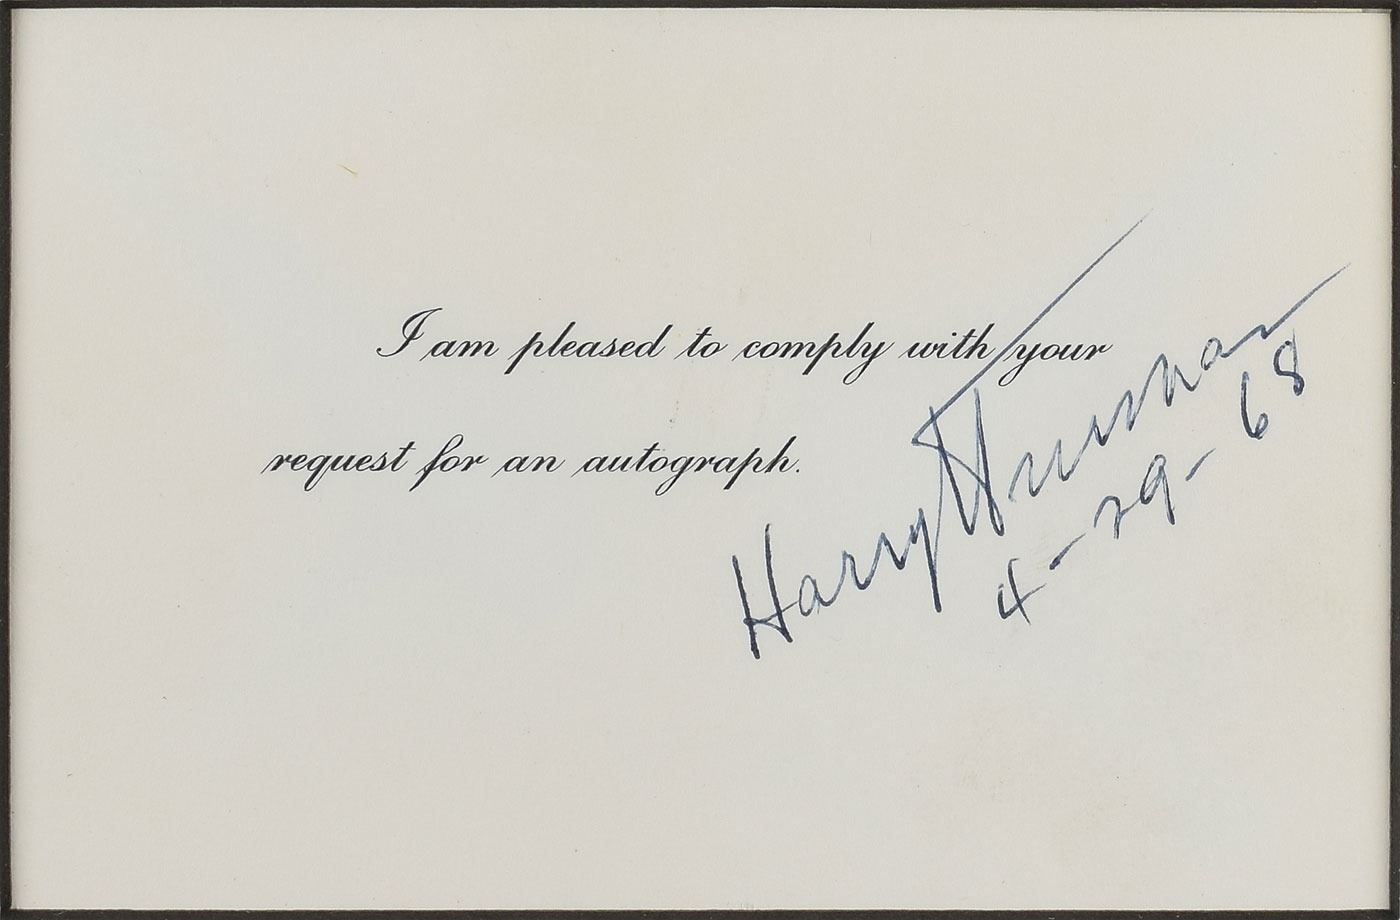 I am pleased to comply with your
request for an autograph.
Harry Truman
4-29-68